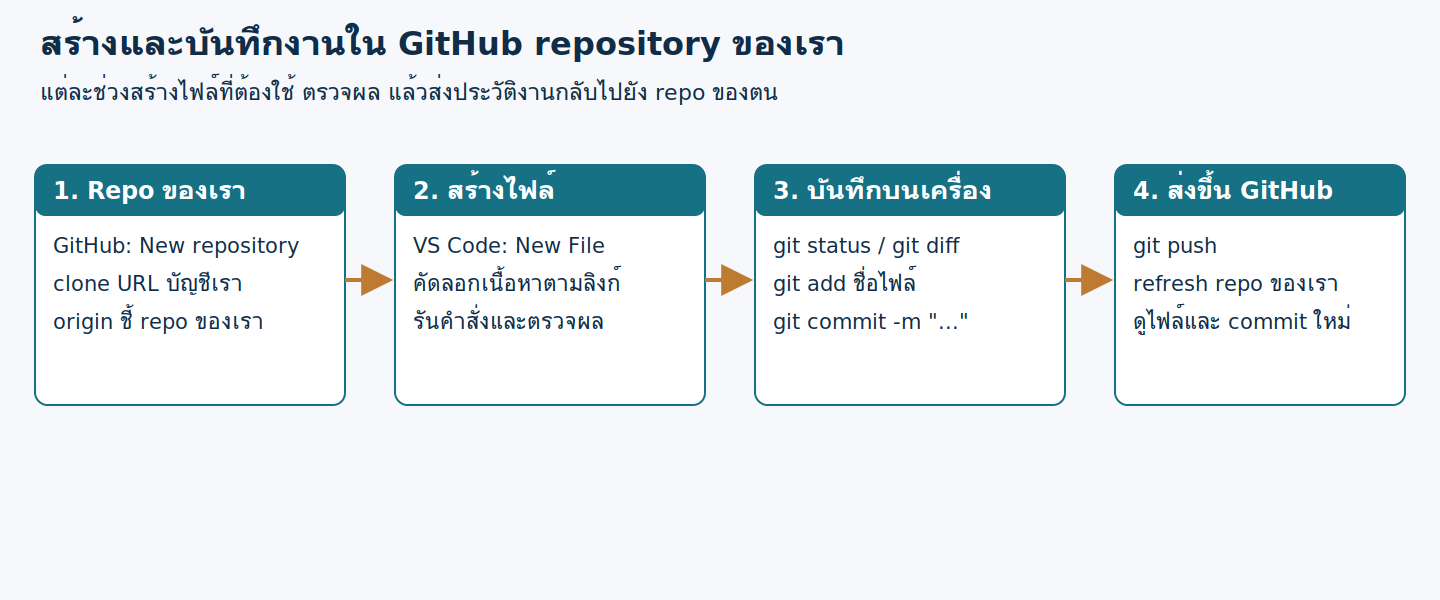 สร้างและบันทึกงานใน GitHub repository ของเรา
แต่ละช่วงสร้างไฟล์ที่ต้องใช้ ตรวจผล แล้วส่งประวัติงานกลับไปยัง repo ของตน
1. Repo ของเรา
GitHub: New repository
clone URL บัญชีเรา
origin ชี้ repo ของเรา
2. สร้างไฟล์
VS Code: New File
คัดลอกเนื้อหาตามลิงก์
รันคำสั่งและตรวจผล
3. บันทึกบนเครื่อง
git status / git diff
git add ชื่อไฟล์
git commit -m "..."
4. ส่งขึ้น GitHub
git push
refresh repo ของเรา
ดูไฟล์และ commit ใหม่